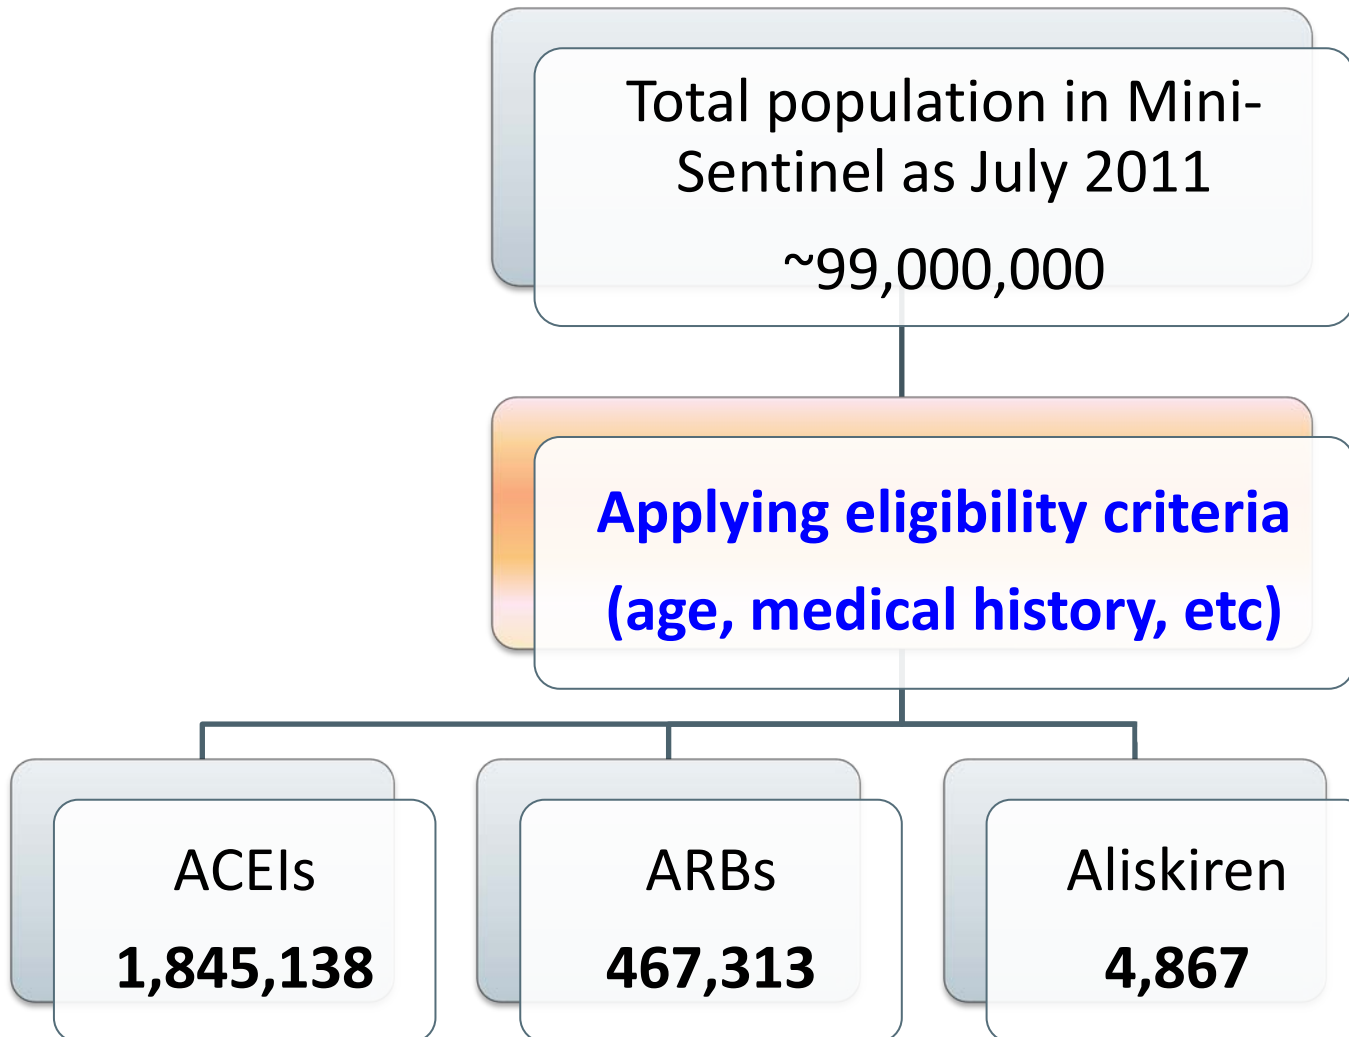 Total population in Mini-
Sentinel as July 2011
~99,000,000
Applying eligibility criteria
(age, medical history, etc)
ACEIs
1,845,138
ARBs
467,313
Aliskiren
4,867